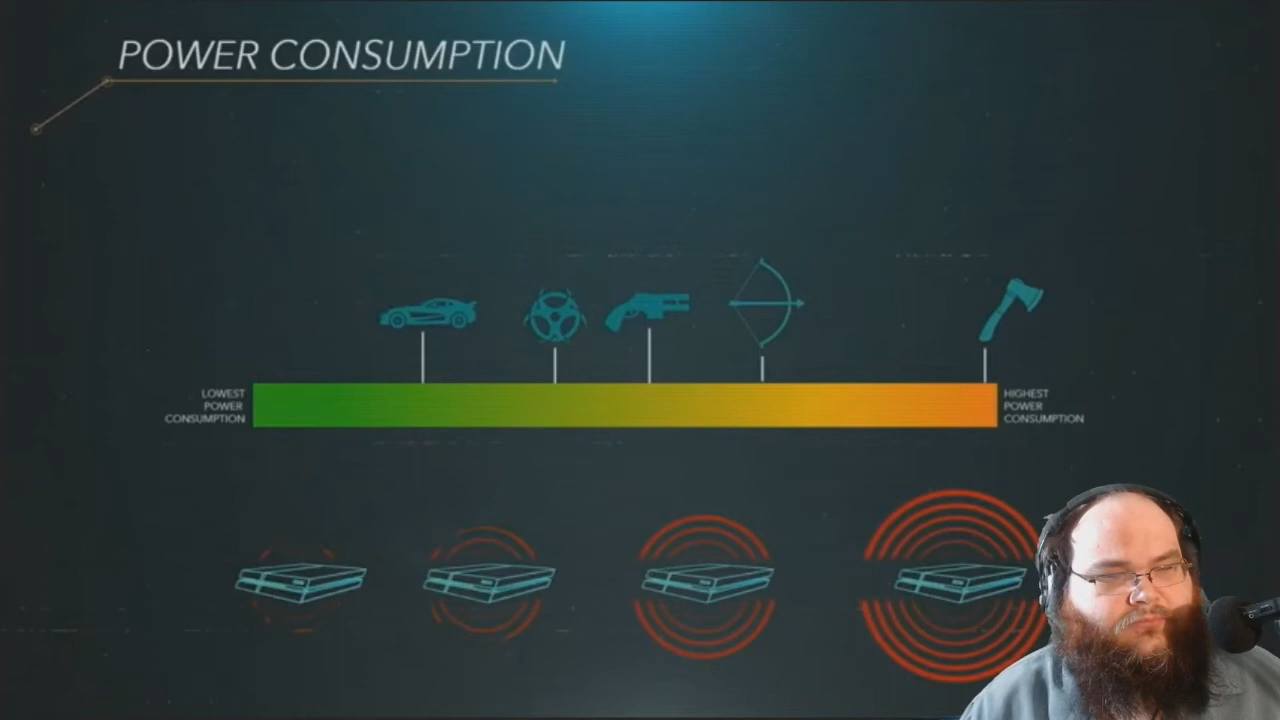 POWER CONSUMPTION
LOWEST
POWER
CONSUMPTION
HIGHEST
POWER
CONSUMPTION